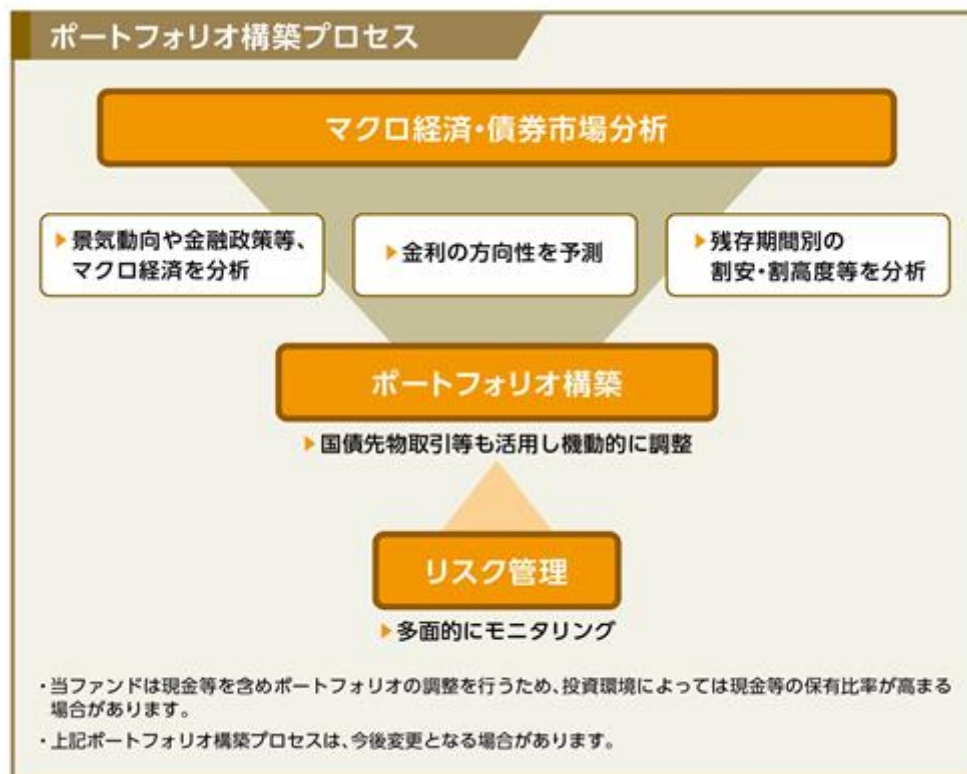 ポートフォリオ構築プロセス
マクロ経済・債券市場分析
▶景気動向や金融政策等、
マクロ経済を分析
▶金利の方向性を予測
▶残存期間別の
割安・割高度等を分析
ポートフォリオ構築
▶国債先物取引等も活用し機動的に調整
リスク管理
▶多面的にモニタリング
・当ファンドは現金等を含めポートフォリオの調整を行うため、投資環境によっては現金等の保有比率が高まる
場合があります。
・上記ポートフォリオ構築プロセスは、今後変更となる場合があります。